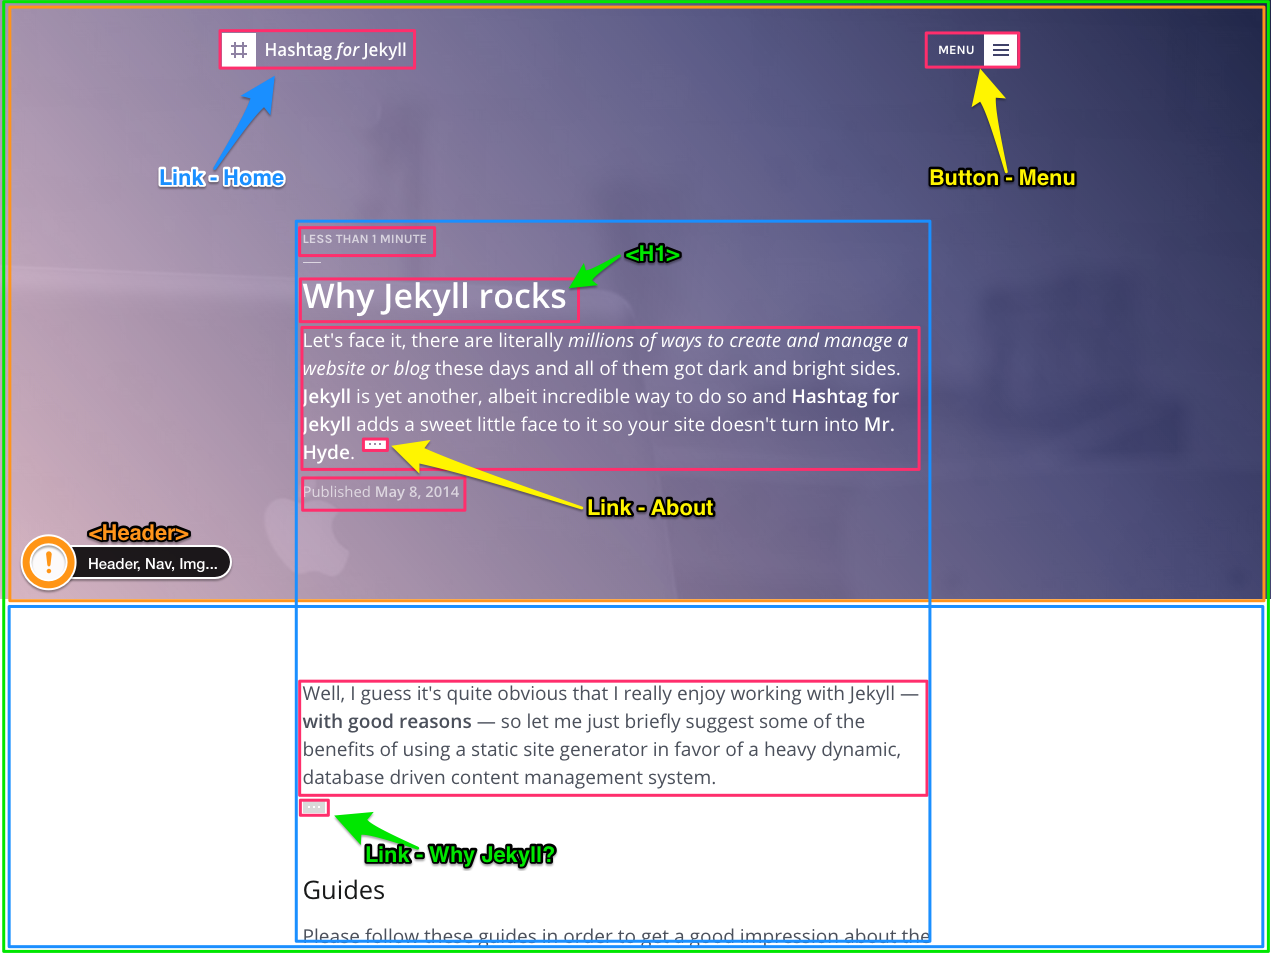 Hashtag for Jekyll
MENU
Link - Home
Button - Menu
LESS THAN 1 MINUTE
<H1>
Why Jekyll rocks
Let's face it, there are literally millions of ways to create and manage a
website or blog these days and all of them got dark and bright sides.
Jekyll is yet another, albeit incredible way to do so and Hashtag for
Jekyll adds a sweet little face to it so your site doesn't turn into Mr.
Hyde. ...
Published May 8, 2014
Link - About
<Header>
Header, Nav, Img...
Well, I guess it's quite obvious that I really enjoy working with Jekyll —
with good reasons — so let me just briefly suggest some of the
benefits of using a static site generator in favor of a heavy dynamic,
database driven content management system.
...
Link - Why Jekyll?
Guides
Please follow these guides in order to get a good impression about the